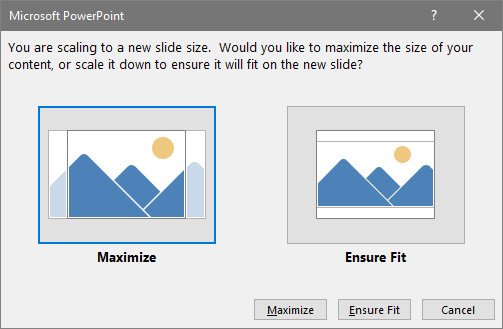 Microsoft PowerPoint
You are scaling to a new slide size.  Would you like to maximize the size of your
content, or scale it down to ensure it will fit on the new slide?
Maximize
Ensure Fit
Maximize
Ensure Fit
Cancel